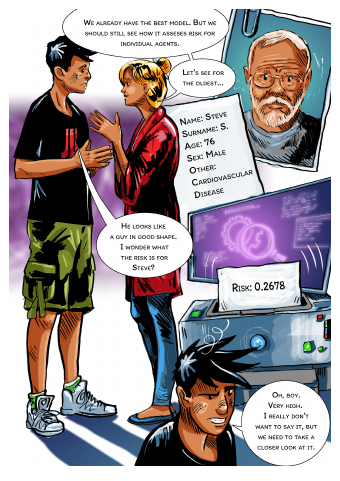 We already have the best model. But we
should still see how it asseses risk for
individual agents.
Let's see for
the oldest...
Name: Steve
Surname: S.
Age: 76
Sex: Male
Other:
Cardiovascular
Disease
He looks like
a guy in good shape.
I wonder what
the risk is for
Steve?
Risk: 0.2678
Oh, boy.
Very high.
I really don't
want to say it, but
we need to take a
closer look at it.